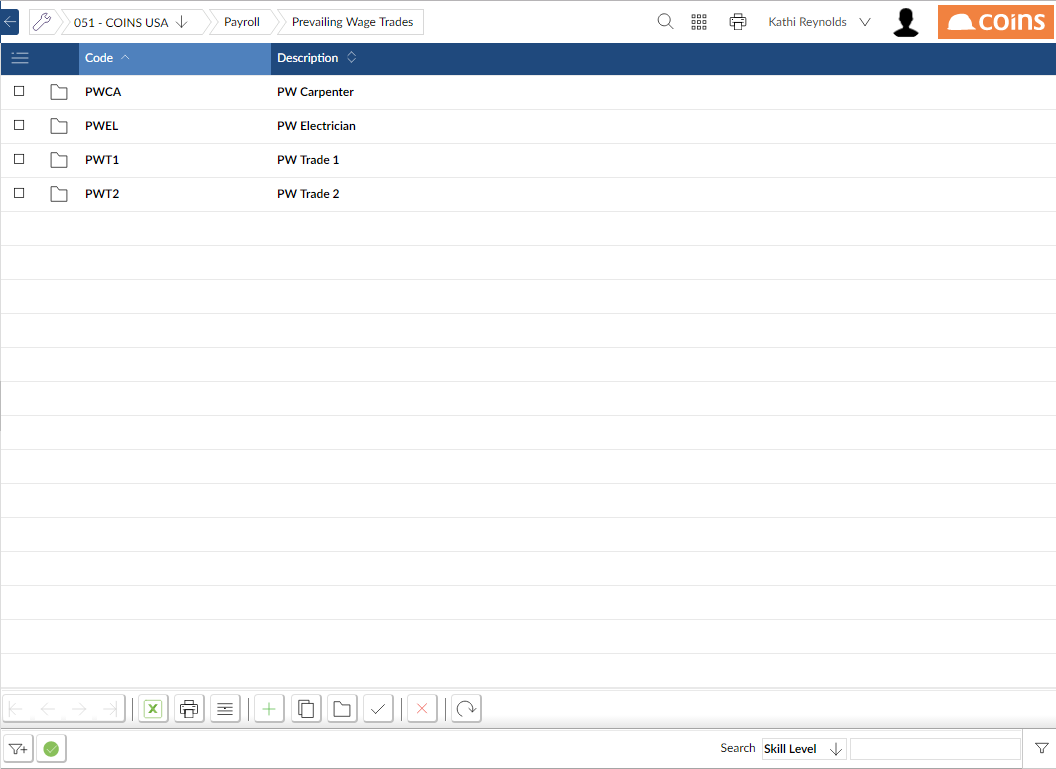 051 - COINS USA Payroll Prevailing Wage Trades Kathi Reynolds coins
Code Description
PWCA PW Carpenter
PWEL PW Electrician
PWT1 PW Trade 1
PWT2 PW Trade 2
Search Skill Level